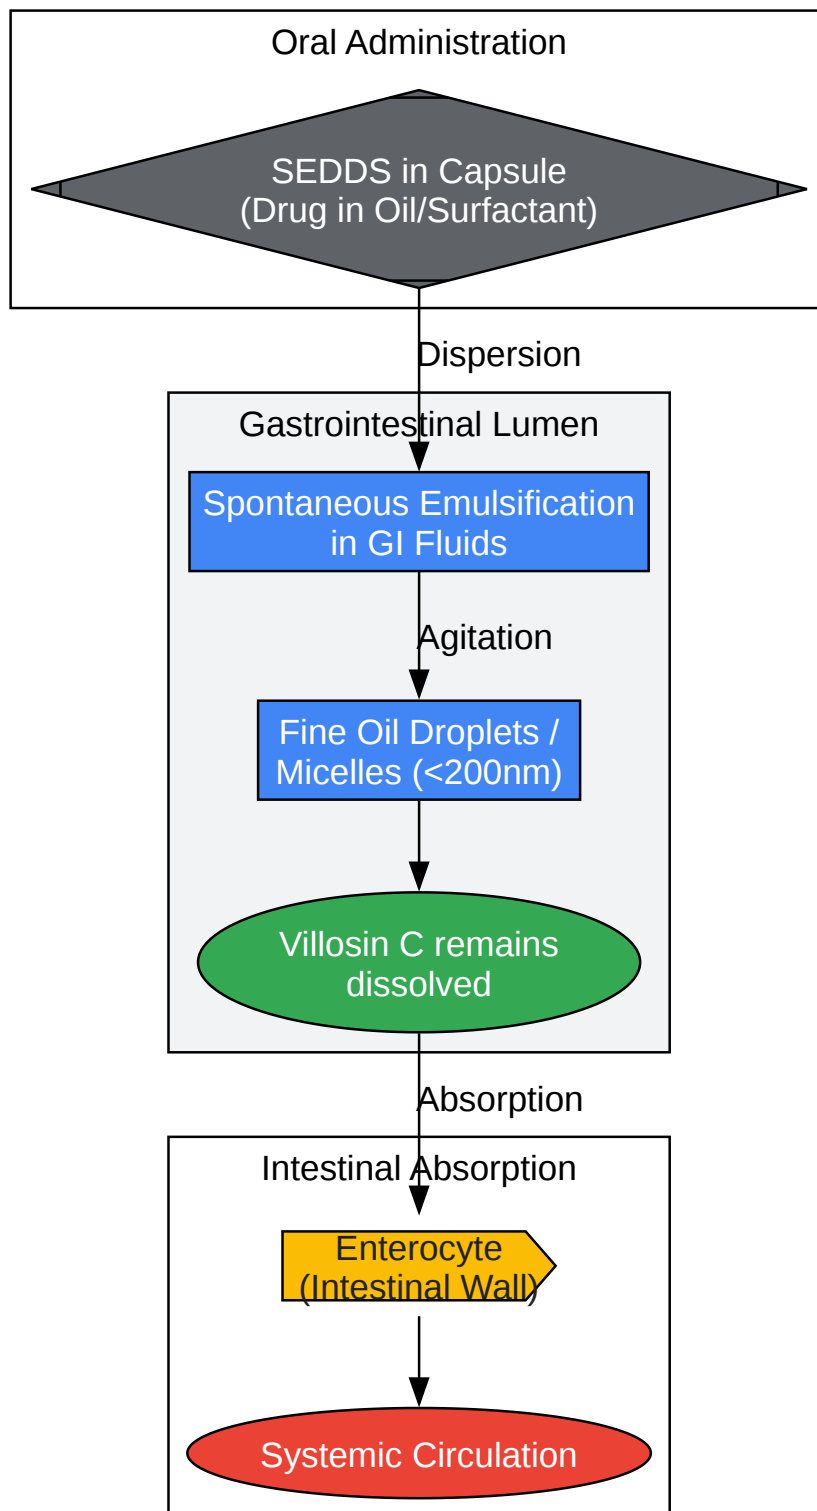 Oral Administration
SEDDS in Capsule
(Drug in Oil/Surfactant)
Dispersion
Gastrointestinal Lumen
Spontaneous Emulsification
in GI Fluids
Agitation
Fine Oil Droplets /
Micelles (<200nm)
Villosin C remains
dissolved
Absorption
Intestinal Absorption
Enterocyte
(Intestinal Wall)
Systemic Circulation